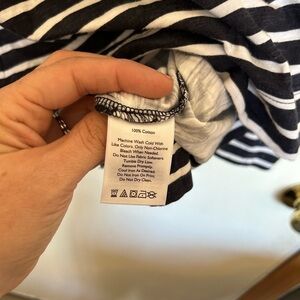 100% Cotton
Machine Wash Cold With
Like Colors. Only Non-Chlorine
Bleach When Needed.
Do Not Use Fabric Softeners
Tumble Dry Low.
Remove Promptly.
Cool Iron As Desired.
Do Not Iron On Print.
Do Not Dry Clean.